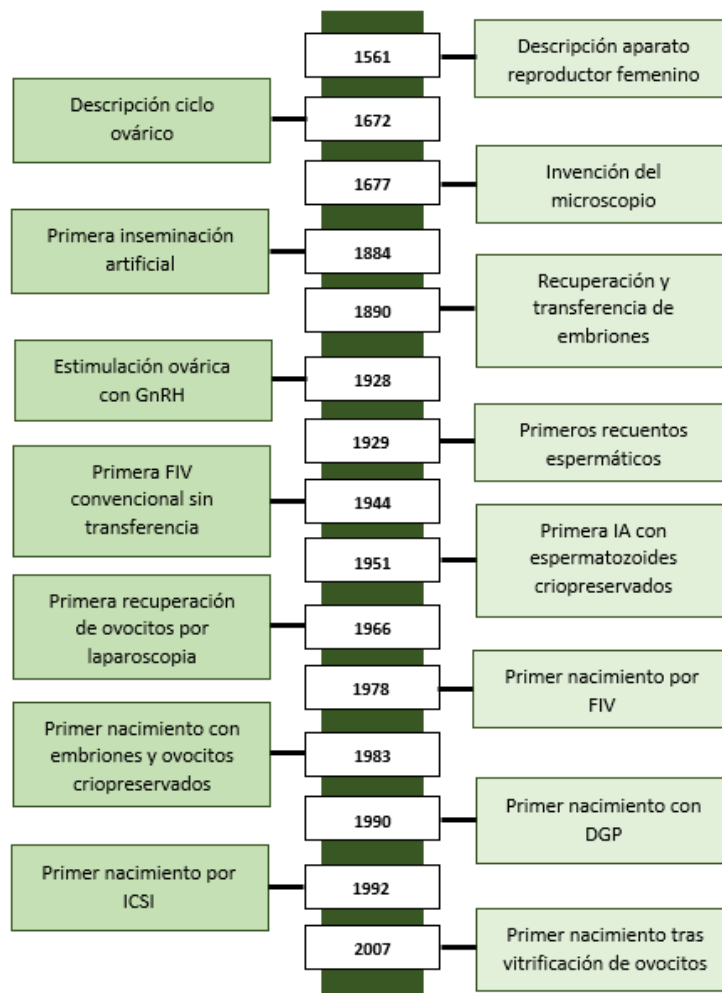 1561
Descripción aparato
reproductor femenino
Descripción ciclo
ovárico
1672
1677
Invención del
microscopio
Primera inseminación
artificial
1884
1890
Recuperación y
transferencia de
embriones
Estimulación ovárica
con GnRH
1928
1929
Primeros recuentos
espermáticos
Primera FIV
convencional sin
transferencia
1944
1951
Primera IA con
espermatozoides
criopreservados
Primera recuperación
de ovocitos por
laparoscopia
1966
1978
Primer nacimiento por
FIV
Primer nacimiento con
embriones y ovocitos
criopreservados
1983
1990
Primer nacimiento con
DGP
Primer nacimiento por
ICSI
1992
2007
Primer nacimiento tras
vitrificación de ovocitos